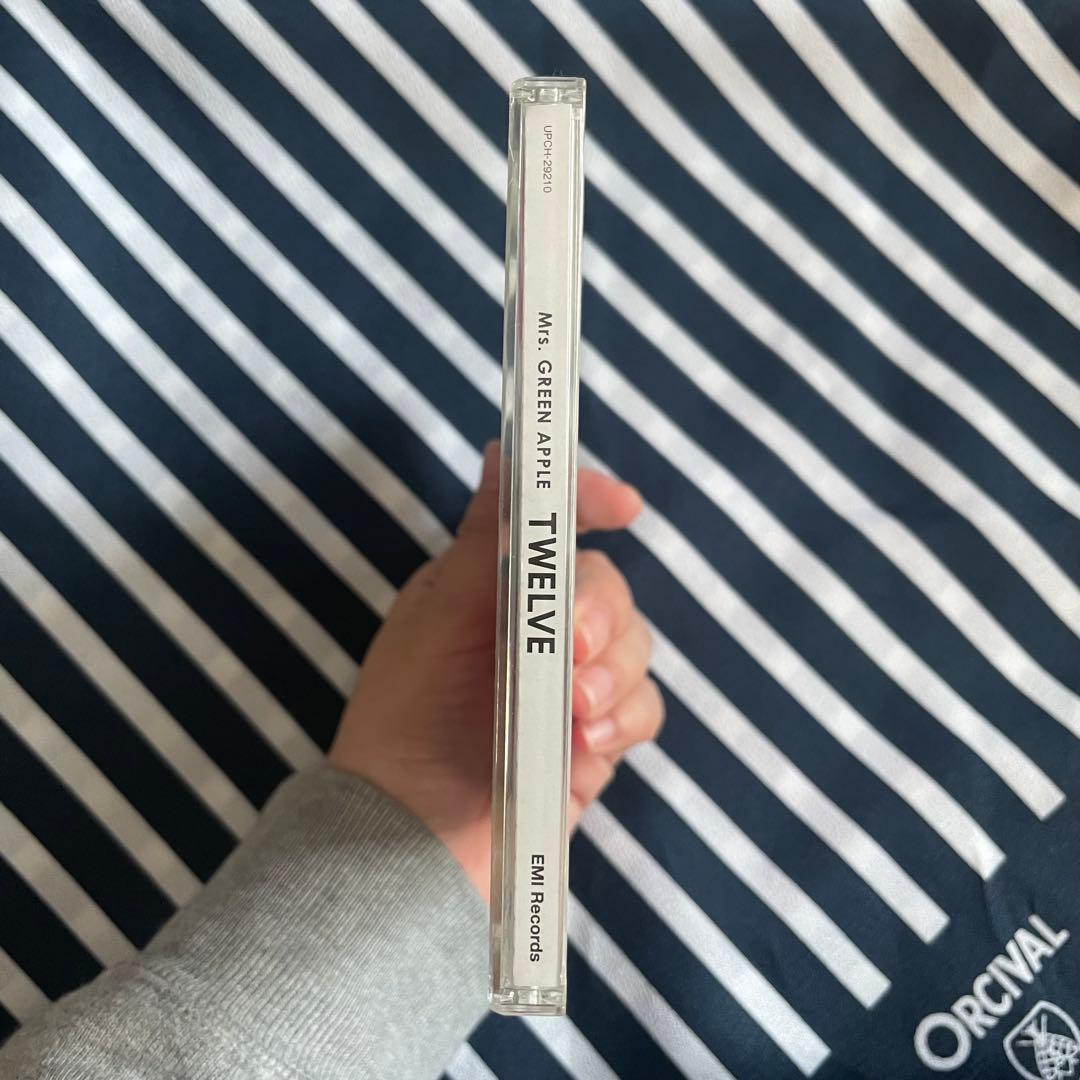 UPCH-29210
Mrs. GREEN APPLE TWELVE
EMI Records
ORCIVAL